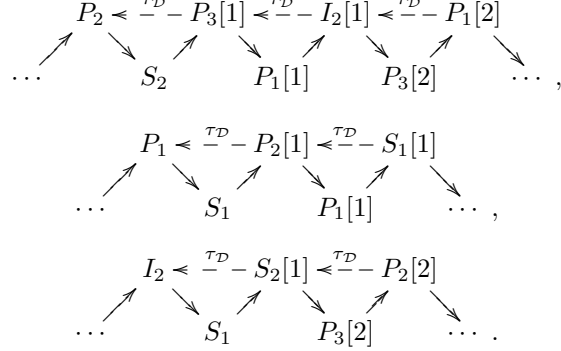 τ_𝒟 τ_𝒟 τ_𝒟
P_2 P_3[1] I_2[1] P_1[2]
⋯ S_2 P_1[1] P_3[2] ⋯ ,
τ_𝒟 τ_𝒟
P_1 P_2[1] S_1[1]
⋯ S_1 P_1[1] ⋯ ,
τ_𝒟 τ_𝒟
I_2 S_2[1] P_2[2]
⋯ S_1 P_3[2] ⋯ .